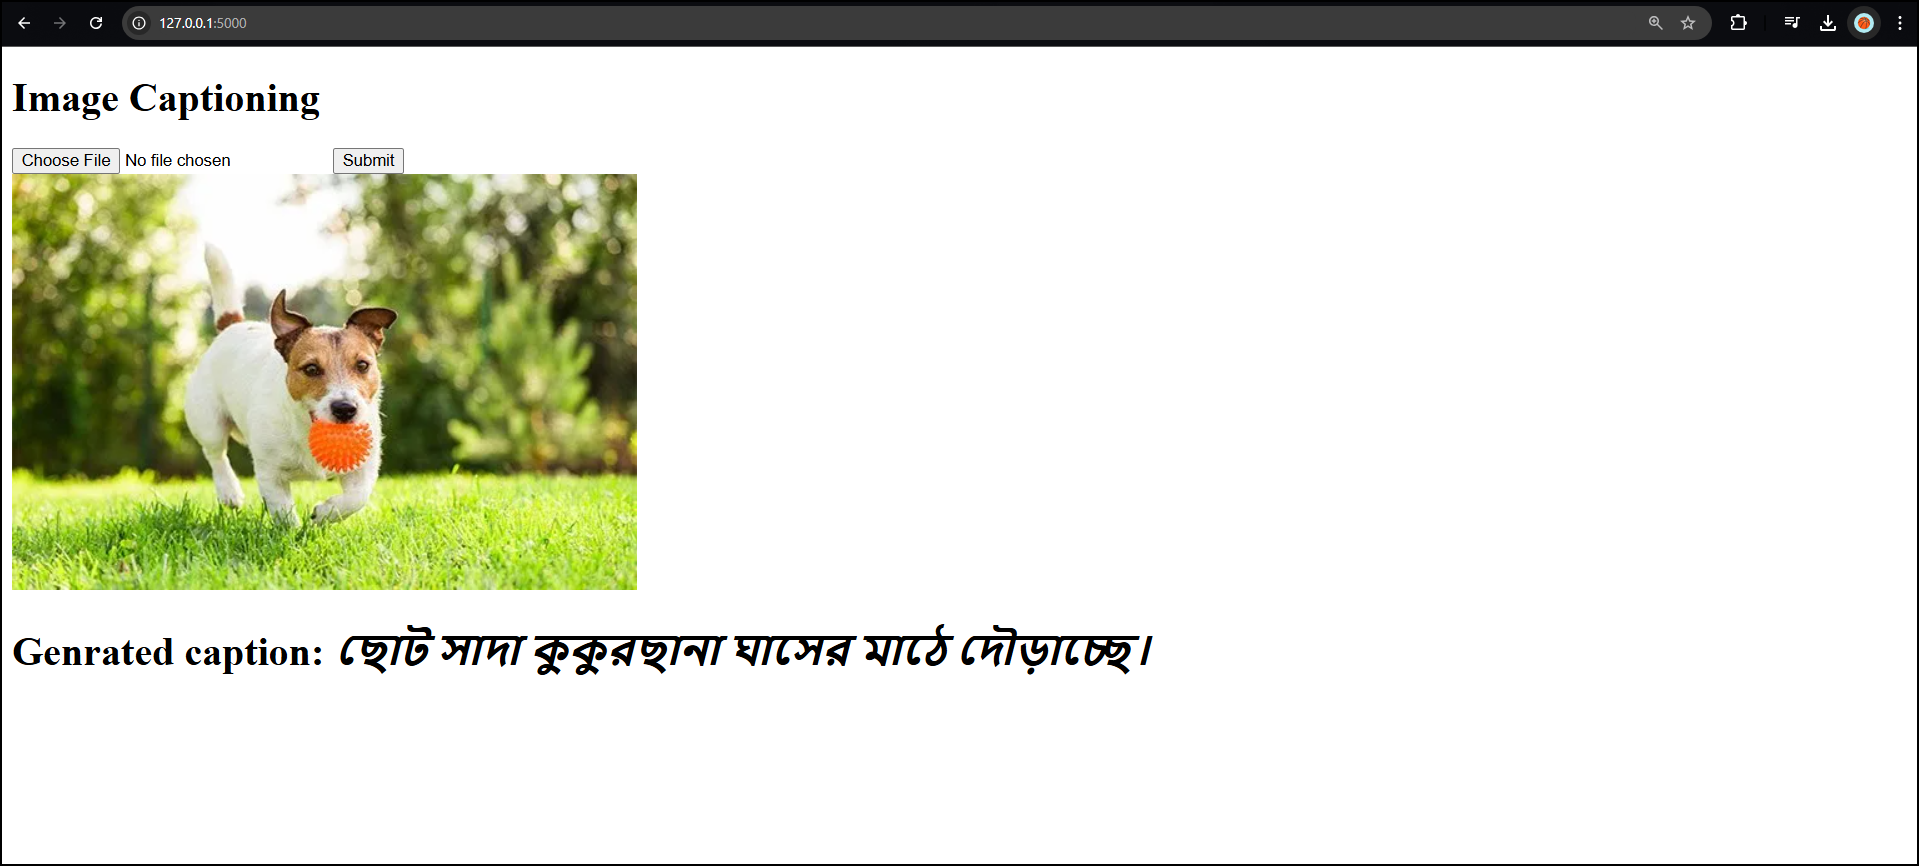 127.0.0.1:5000
Image Captioning
Choose File No file chosen Submit
Genrated caption: ছোট সাদা কুকুরছানা ঘাসের মাঠে দৌড়াচ্ছে।